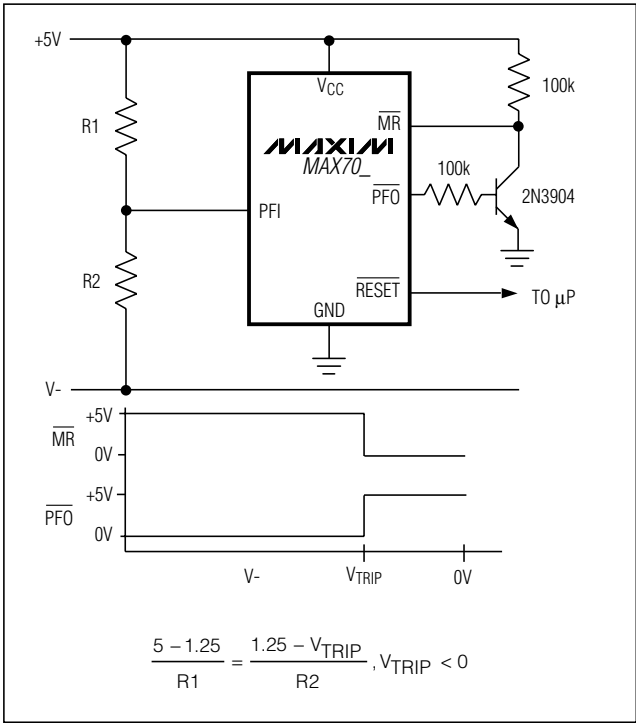 +5V
VCC
100k
R1
MR
MAXIM
MAX70_
100k
PFO
2N3904
PFI
R2
RESET
TO µP
GND
V-
+5V
MR
0V
+5V
PFO
0V
V-
VTRIP
0V
5 – 1.25 / R1 = 1.25 – VTRIP / R2 , VTRIP < 0